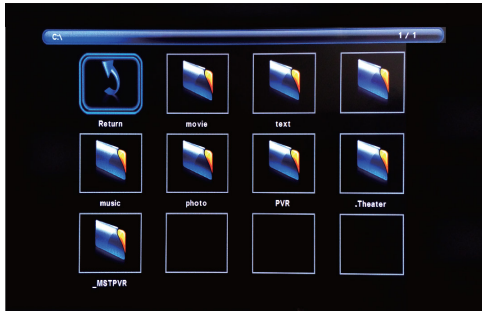 C:\ 1 / 1
Return movie text
music photo PVR .Theater
_MSTPVR